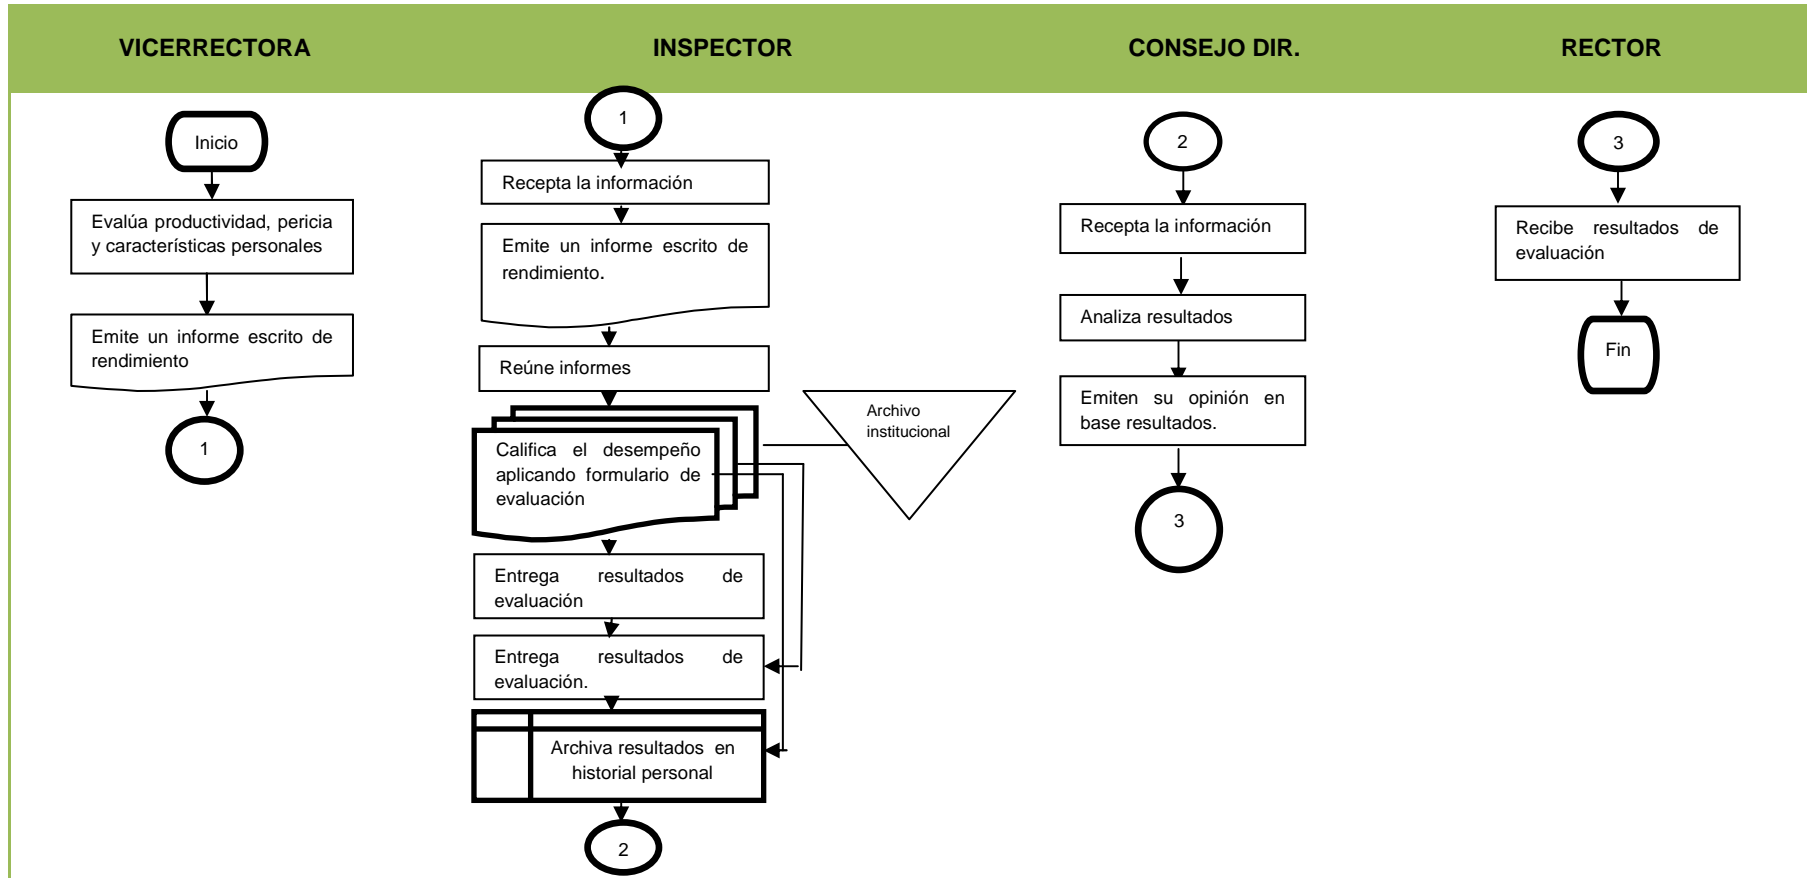 VICERRECTORA
INSPECTOR
CONSEJO DIR.
RECTOR
Inicio
Evalúa productividad, pericia
y características personales
Emite un informe escrito de
rendimiento
1
1
Recepta la información
Emite un informe escrito de
rendimiento.
Reúne informes
Califica el desempeño
aplicando formulario de
evaluación
Archivo
institucional
Entrega resultados de
evaluación
Entrega resultados de
evaluación.
Archiva resultados en
historial personal
2
2
Recepta la información
Analiza resultados
Emiten su opinión en
base resultados.
3
3
Recibe resultados de
evaluación
Fin